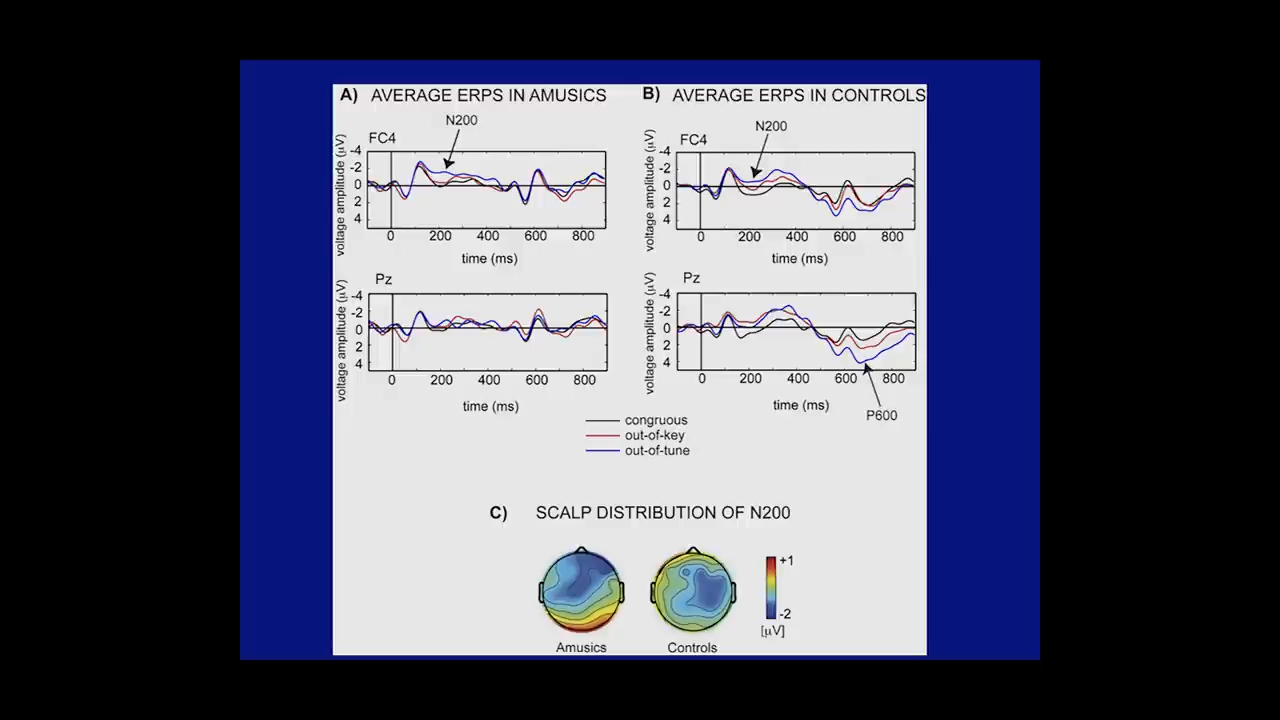 A) AVERAGE ERPS IN AMUSICS
N200
FC4
voltage amplitude (µV)
-4
-2
0
2
4
0 200 400 600 800
time (ms)
Pz
voltage amplitude (µV)
-4
-2
0
2
4
0 200 400 600 800
time (ms)
B) AVERAGE ERPS IN CONTROLS
N200
FC4
voltage amplitude (µV)
-4
-2
0
2
4
0 200 400 600 800
time (ms)
Pz
voltage amplitude (µV)
-4
-2
0
2
4
0 200 400 600 800
P600
time (ms)
congruous
out-of-key
out-of-tune
C) SCALP DISTRIBUTION OF N200
+1
-2
[µV]
Amusics
Controls